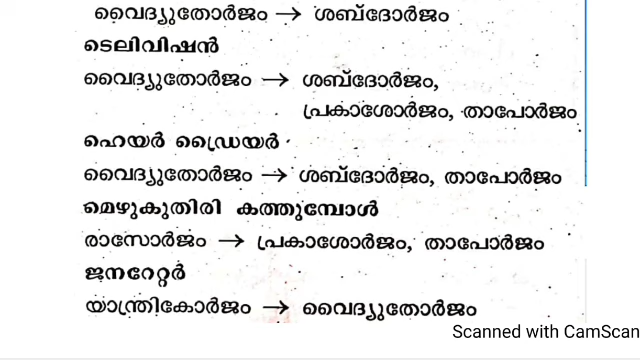 വൈദ്യുതോർജം → ശബ്ദോർജം
ടെലിവിഷൻ
വൈദ്യുതോർജം → ശബ്ദോർജം,
പ്രകാശോർജം, താപോർജം
ഹെയർ ഡ്രൈയർ
വൈദ്യുതോർജം → ശബ്ദോർജം, താപോർജം
മെഴുകുതിരി കത്തുമ്പോൾ
രാസോർജം → പ്രകാശോർജം, താപോർജം
ജനറേറ്റർ
യാന്ത്രികോർജം → വൈദ്യുതോർജം
Scanned with CamScan